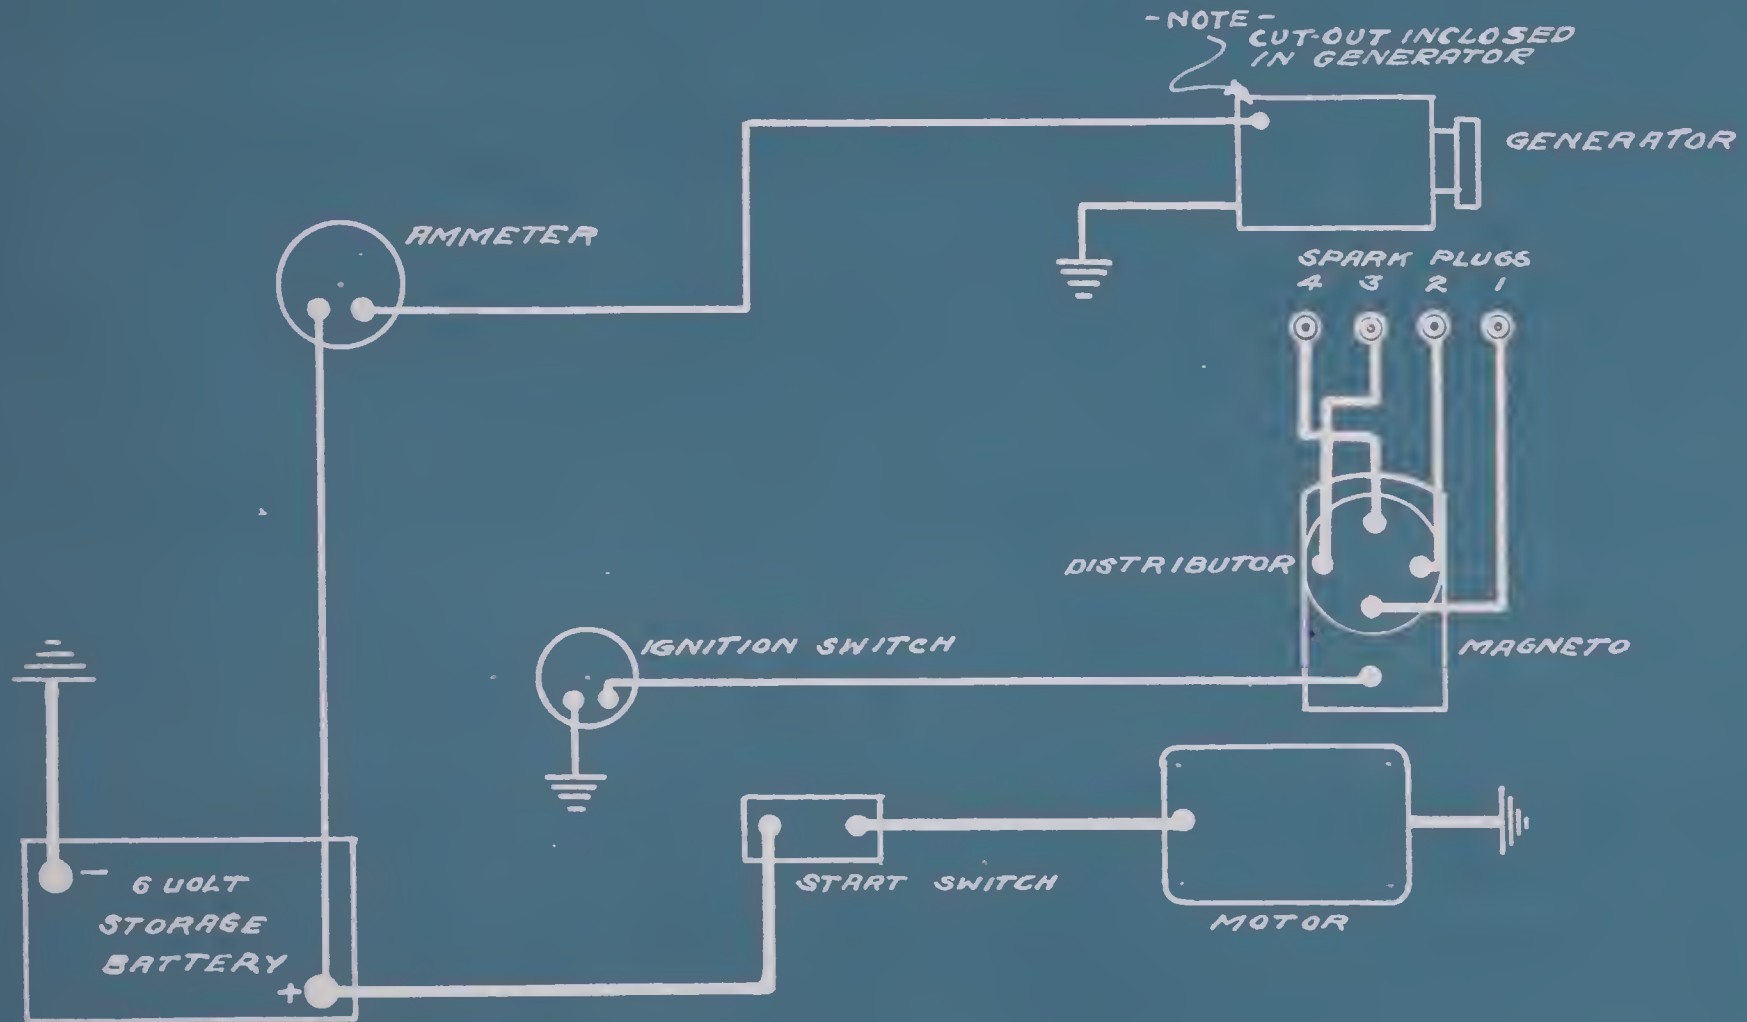 -NOTE-
CUT-OUT INCLOSED
IN GENERATOR
GENERATOR
AMMETER
SPARK PLUGS
4 3 2 1
DISTRIBUTOR
IGNITION SWITCH
MAGNETO
- 6 VOLT
STORAGE
BATTERY
+
START SWITCH
MOTOR